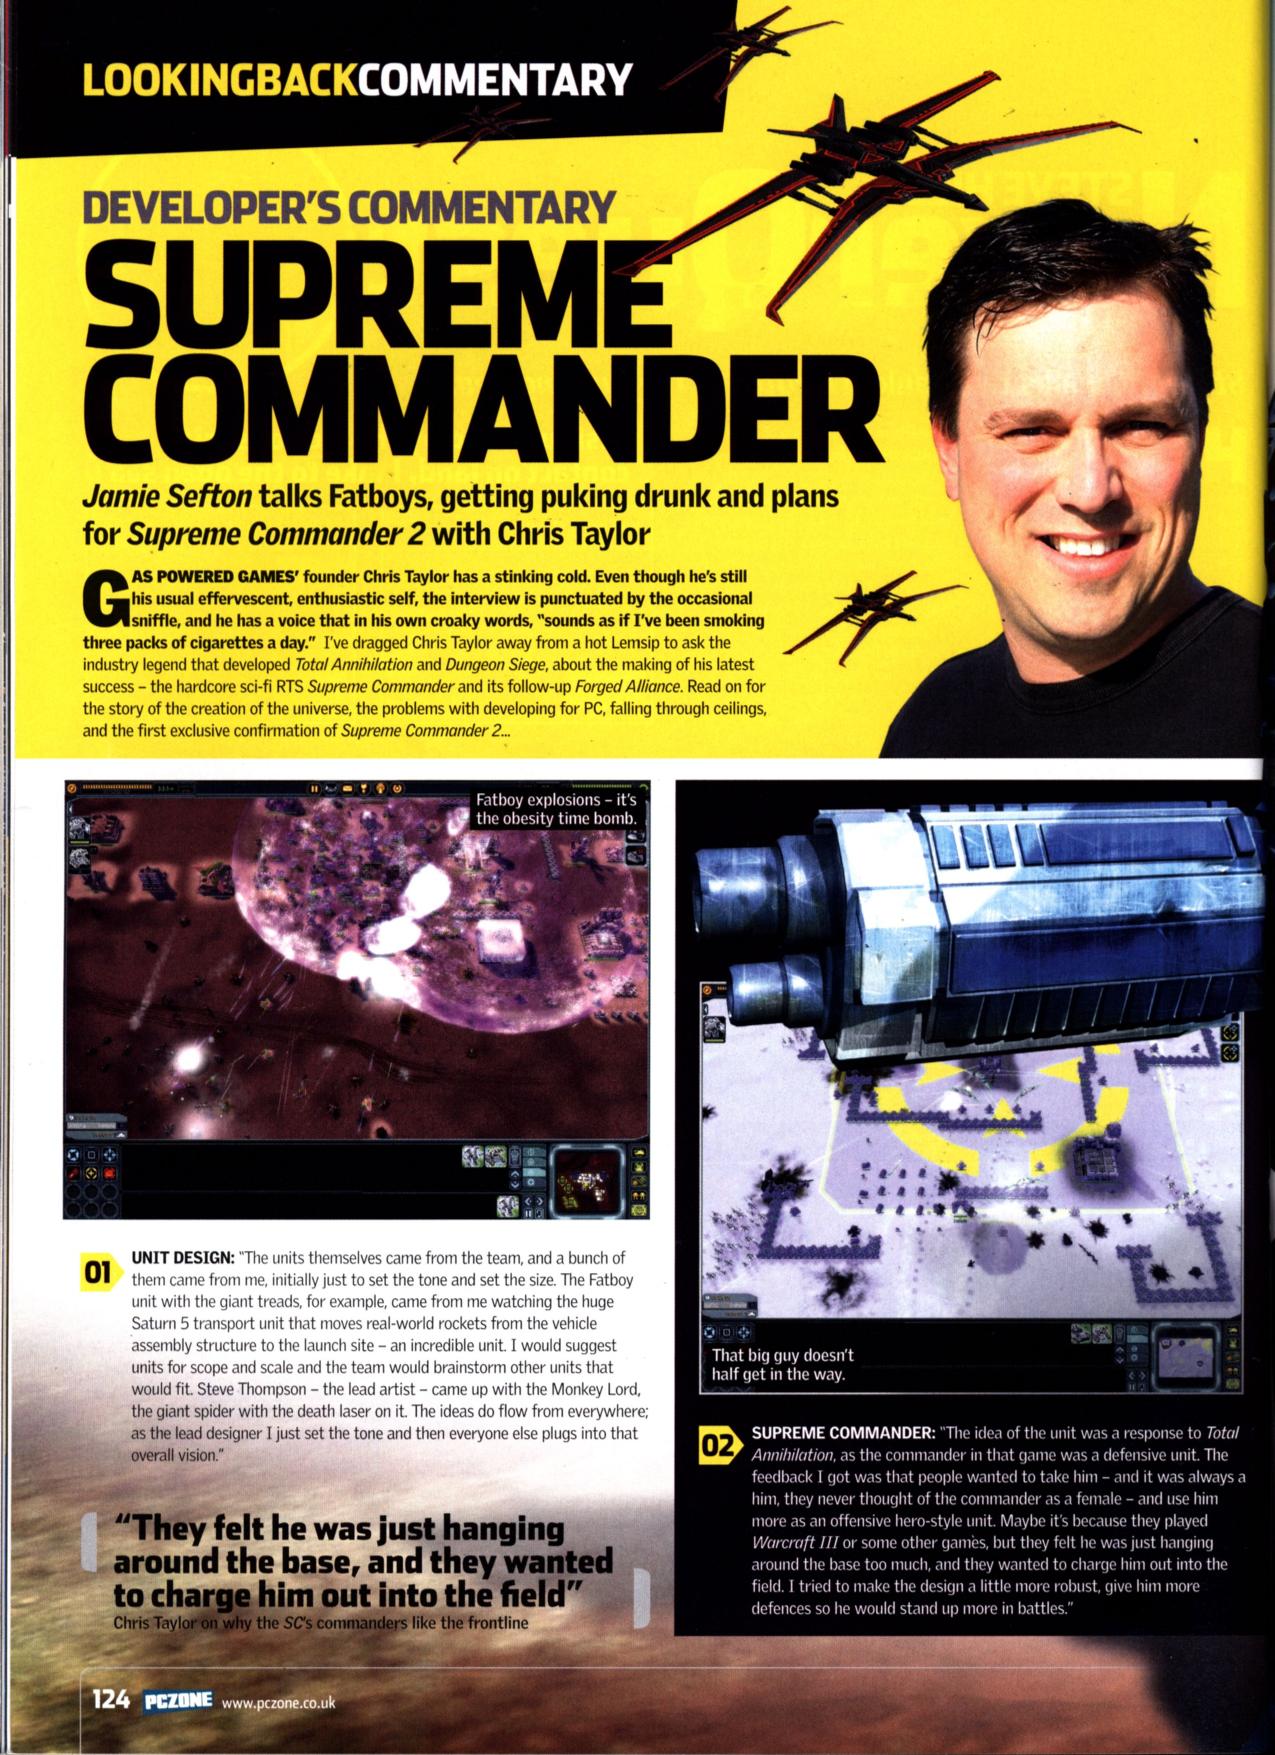 LOOKINGBACKCOMMENTARY
DEVELOPER'S COMMENTARY
SUPREME
COMMANDER
Jamie Sefton talks Fatboys, getting puking drunk and plans
for Supreme Commander 2 with Chris Taylor
GAS POWERED GAMES' founder Chris Taylor has a stinking cold. Even though he's still
his usual effervescent, enthusiastic self, the interview is punctuated by the occasional
sniffle, and he has a voice that in his own croaky words, "sounds as if I've been smoking
three packs of cigarettes a day." I've dragged Chris Taylor away from a hot Lemsip to ask the
industry legend that developed Total Annihilation and Dungeon Siege, about the making of his latest
success – the hardcore sci-fi RTS Supreme Commander and its follow-up Forged Alliance. Read on for
the story of the creation of the universe, the problems with developing for PC, falling through ceilings,
and the first exclusive confirmation of Supreme Commander 2...
Fatboy explosions – it's
the obesity time bomb.
01 UNIT DESIGN: "The units themselves came from the team, and a bunch of
them came from me, initially just to set the tone and set the size. The Fatboy
unit with the giant treads, for example, came from me watching the huge
Saturn 5 transport unit that moves real-world rockets from the vehicle
assembly structure to the launch site – an incredible unit. I would suggest
units for scope and scale and the team would brainstorm other units that
would fit. Steve Thompson – the lead artist – came up with the Monkey Lord,
the giant spider with the death laser on it. The ideas do flow from everywhere;
as the lead designer I just set the tone and then everyone else plugs into that
overall vision."
"They felt he was just hanging
around the base, and they wanted
to charge him out into the field"
Chris Taylor on why the SC's commanders like the frontline
That big guy doesn't
half get in the way.
02 SUPREME COMMANDER: "The idea of the unit was a response to Total
Annihilation, as the commander in that game was a defensive unit. The
feedback I got was that people wanted to take him – and it was always a
him, they never thought of the commander as a female – and use him
more as an offensive hero-style unit. Maybe it's because they played
Warcraft III or some other games, but they felt he was just hanging
around the base too much, and they wanted to charge him out into the
field. I tried to make the design a little more robust, give him more
defences so he would stand up more in battles."
124 PCZONE www.pczone.co.uk